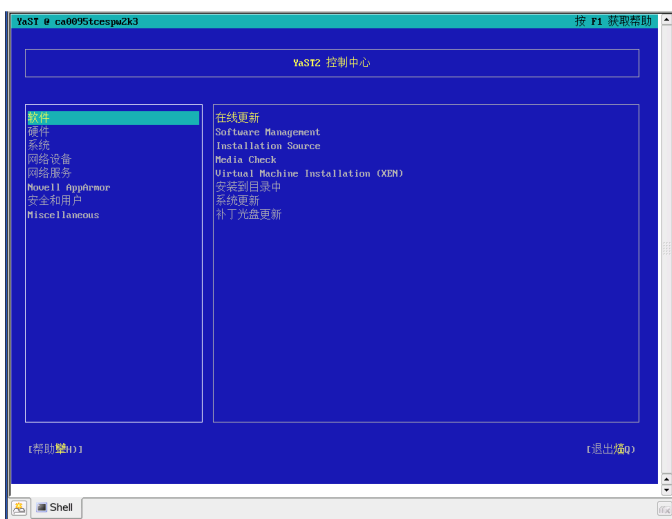 YaST @ ca0095tcespw2k3 按 F1 获取帮助
YaST2 控制中心
软件
硬件
系统
网络设备
网络服务
Novell AppArmor
安全和用户
Miscellaneous
在线更新
Software Management
Installation Source
Media Check
Virtual Machine Installation (XEN)
安装到目录中
系统更新
补丁光盘更新
[帮助(H)]
[退出(Q)
Shell